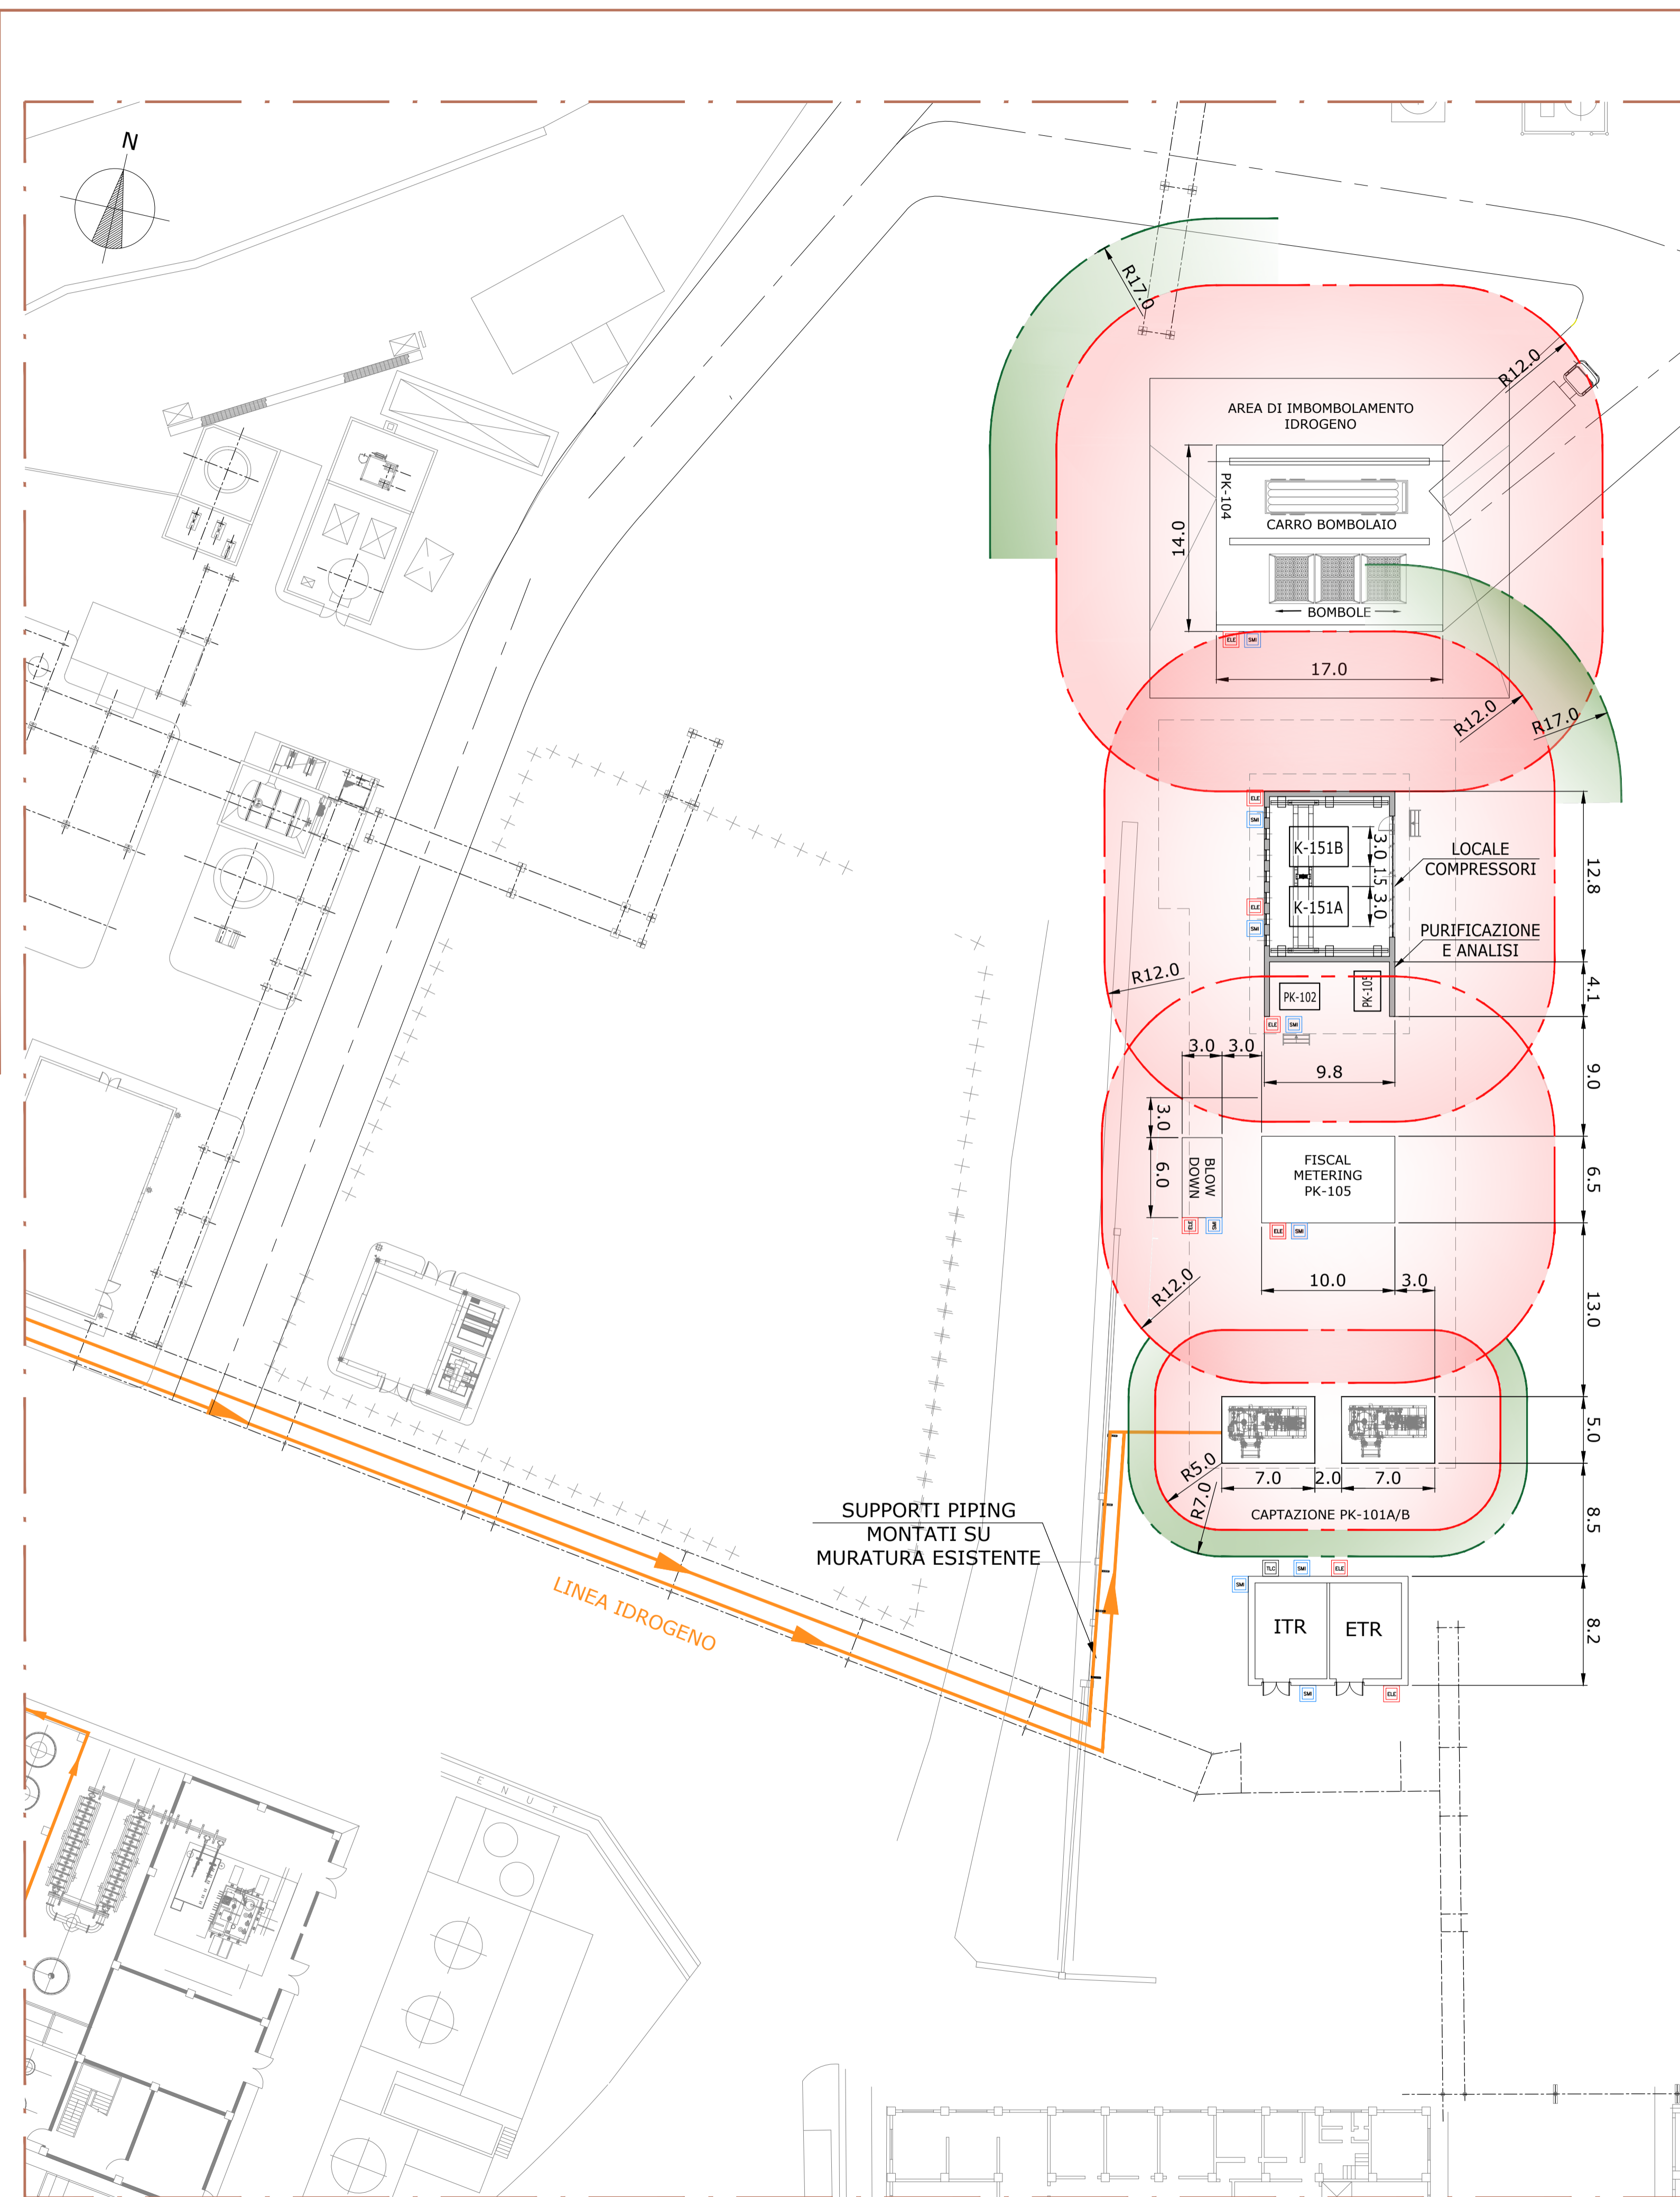 N
R17.0
R12.0
AREA DI IMBOMBOLAMENTO
IDROGENO
PK-104
14.0
CARRO BOMBOLAIO
BOMBOLE
ELE
SMI
17.0
R12.0
R17.0
ELE
SMI
K-151B
3.0
1.5
LOCALE
COMPRESSORI
12.8
ELE
SMI
K-151A
3.0
PURIFICAZIONE
E ANALISI
R12.0
PK-102
4.1
ELE
SMI
3.0
3.0
9.8
9.0
3.0
6.0
BLOW
DOWN
FISCAL
METERING
PK-105
6.5
ELE
SMI
ELE
SMI
R12.0
10.0
3.0
13.0
5.0
R5.0
R7.0
7.0
2.0
7.0
CAPTAZIONE PK-101A/B
8.5
SUPPORTI PIPING
MONTATI SU
MURATURA ESISTENTE
LINEA IDROGENO
TLC
SMI
ELE
SMI
ITR
ETR
8.2
SMI
ELE
E N U T